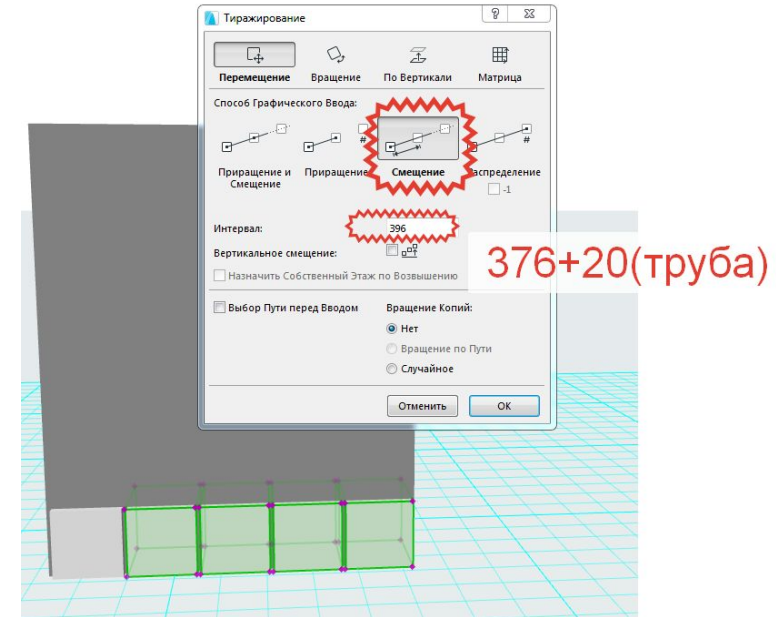 Тиражирование
Перемещение Вращение По Вертикали Матрица
Способ Графического Ввода:
# #
Приращение и Смещение
Приращение
Смещение
аспределение
-1
Интервал: 396
Вертикальное смещение:
376+20(труба)
Назначить Собственный Этаж по Возвышению
Выбор Пути перед Вводом
Вращение Копий:
Нет
Вращение по Пути
Случайное
Отменить OK